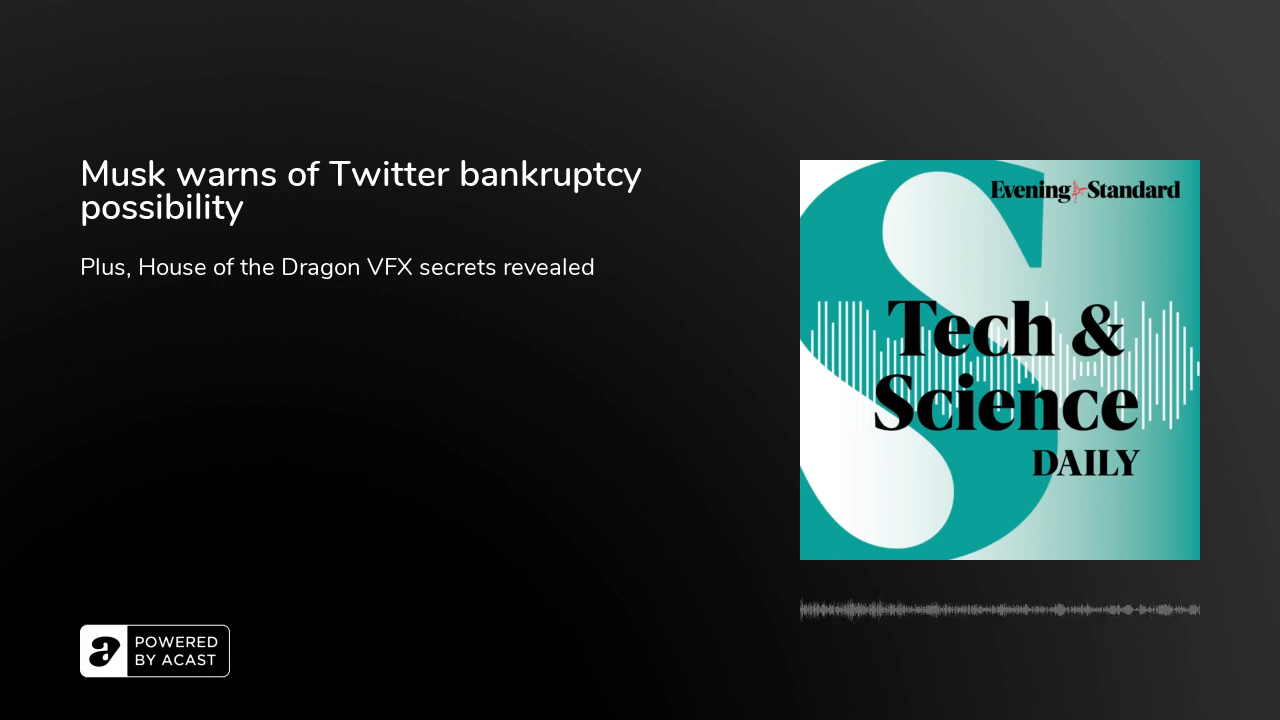 Musk warns of Twitter bankruptcy
possibility
Plus, House of the Dragon VFX secrets revealed
Evening Standard
Tech &
Science
DAILY
a POWERED
BY ACAST